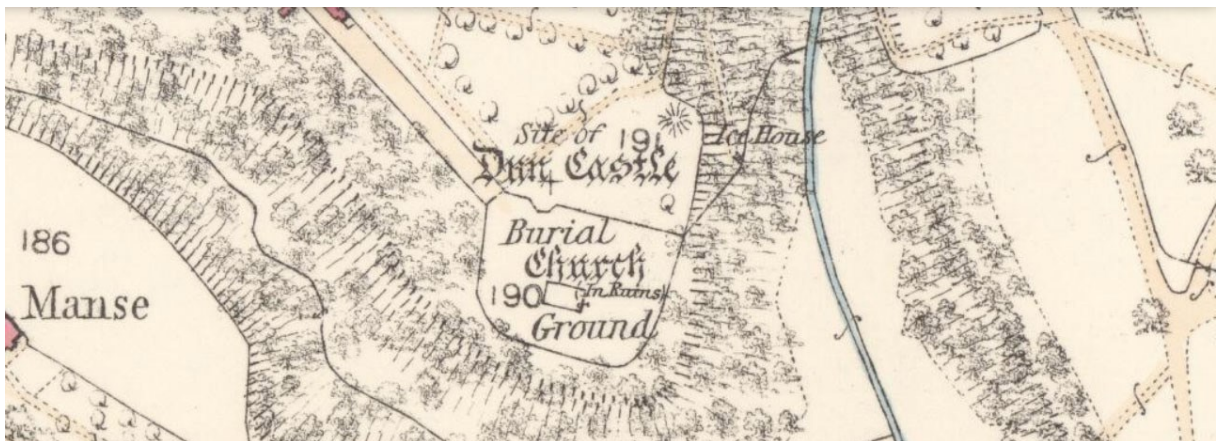 Site of 191 Ice House
Dun Castle
Burial
186 Church
190 In Ruins
Manse
Ground